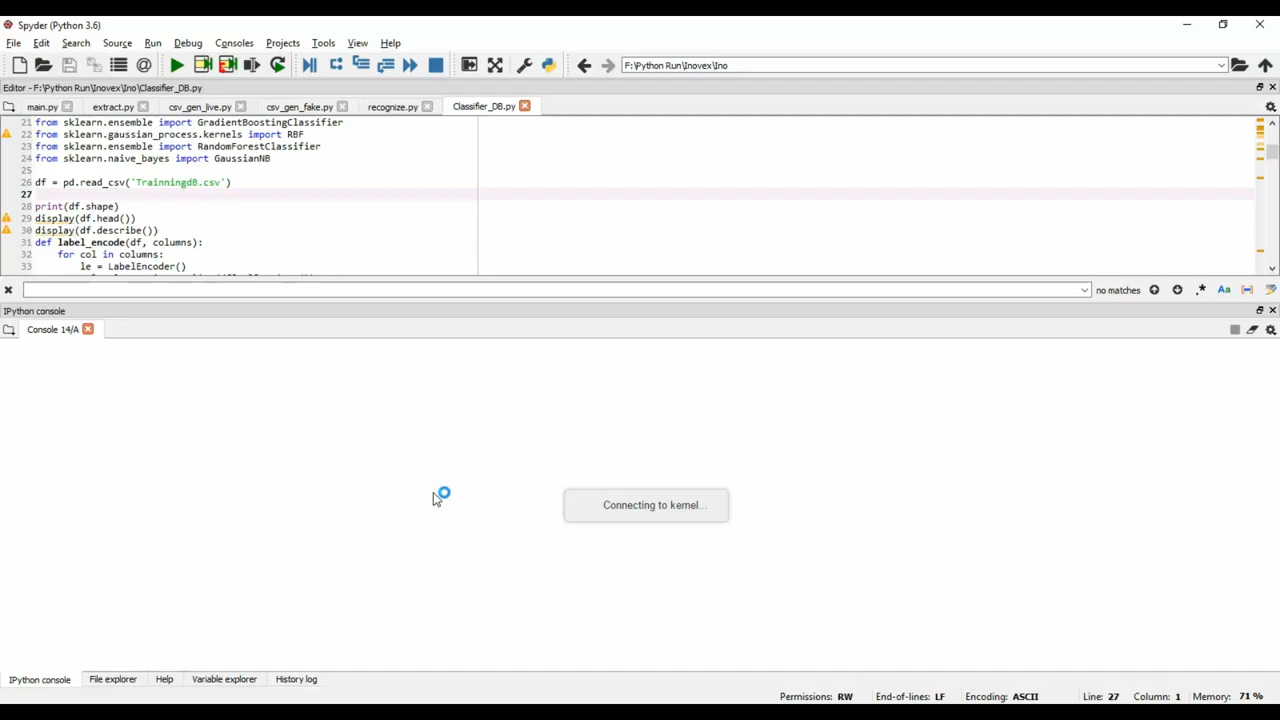 Spyder (Python 3.6)
File Edit Search Source Run Debug Consoles Projects Tools View Help
F:\Python Run\Inovex\Ino
Editor - F:\Python Run\Inovex\Ino\Classifier_DB.py
main.py extract.py csv_gen_live.py csv_gen_fake.py recognize.py Classifier_DB.py
21 from sklearn.ensemble import GradientBoostingClassifier
22 from sklearn.gaussian_process.kernels import RBF
23 from sklearn.ensemble import RandomForestClassifier
24 from sklearn.naive_bayes import GaussianNB
25
26 df = pd.read_csv('TrainningdB.csv')
27
28 print(df.shape)
29 display(df.head())
30 display(df.describe())
31 def label_encode(df, columns):
32 for col in columns:
33 le = LabelEncoder()
no matches .* Aa
IPython console
Console 14/A
Connecting to kernel...
IPython console File explorer Help Variable explorer History log
Permissions: RW End-of-lines: LF Encoding: ASCII Line: 27 Column: 1 Memory: 71 %